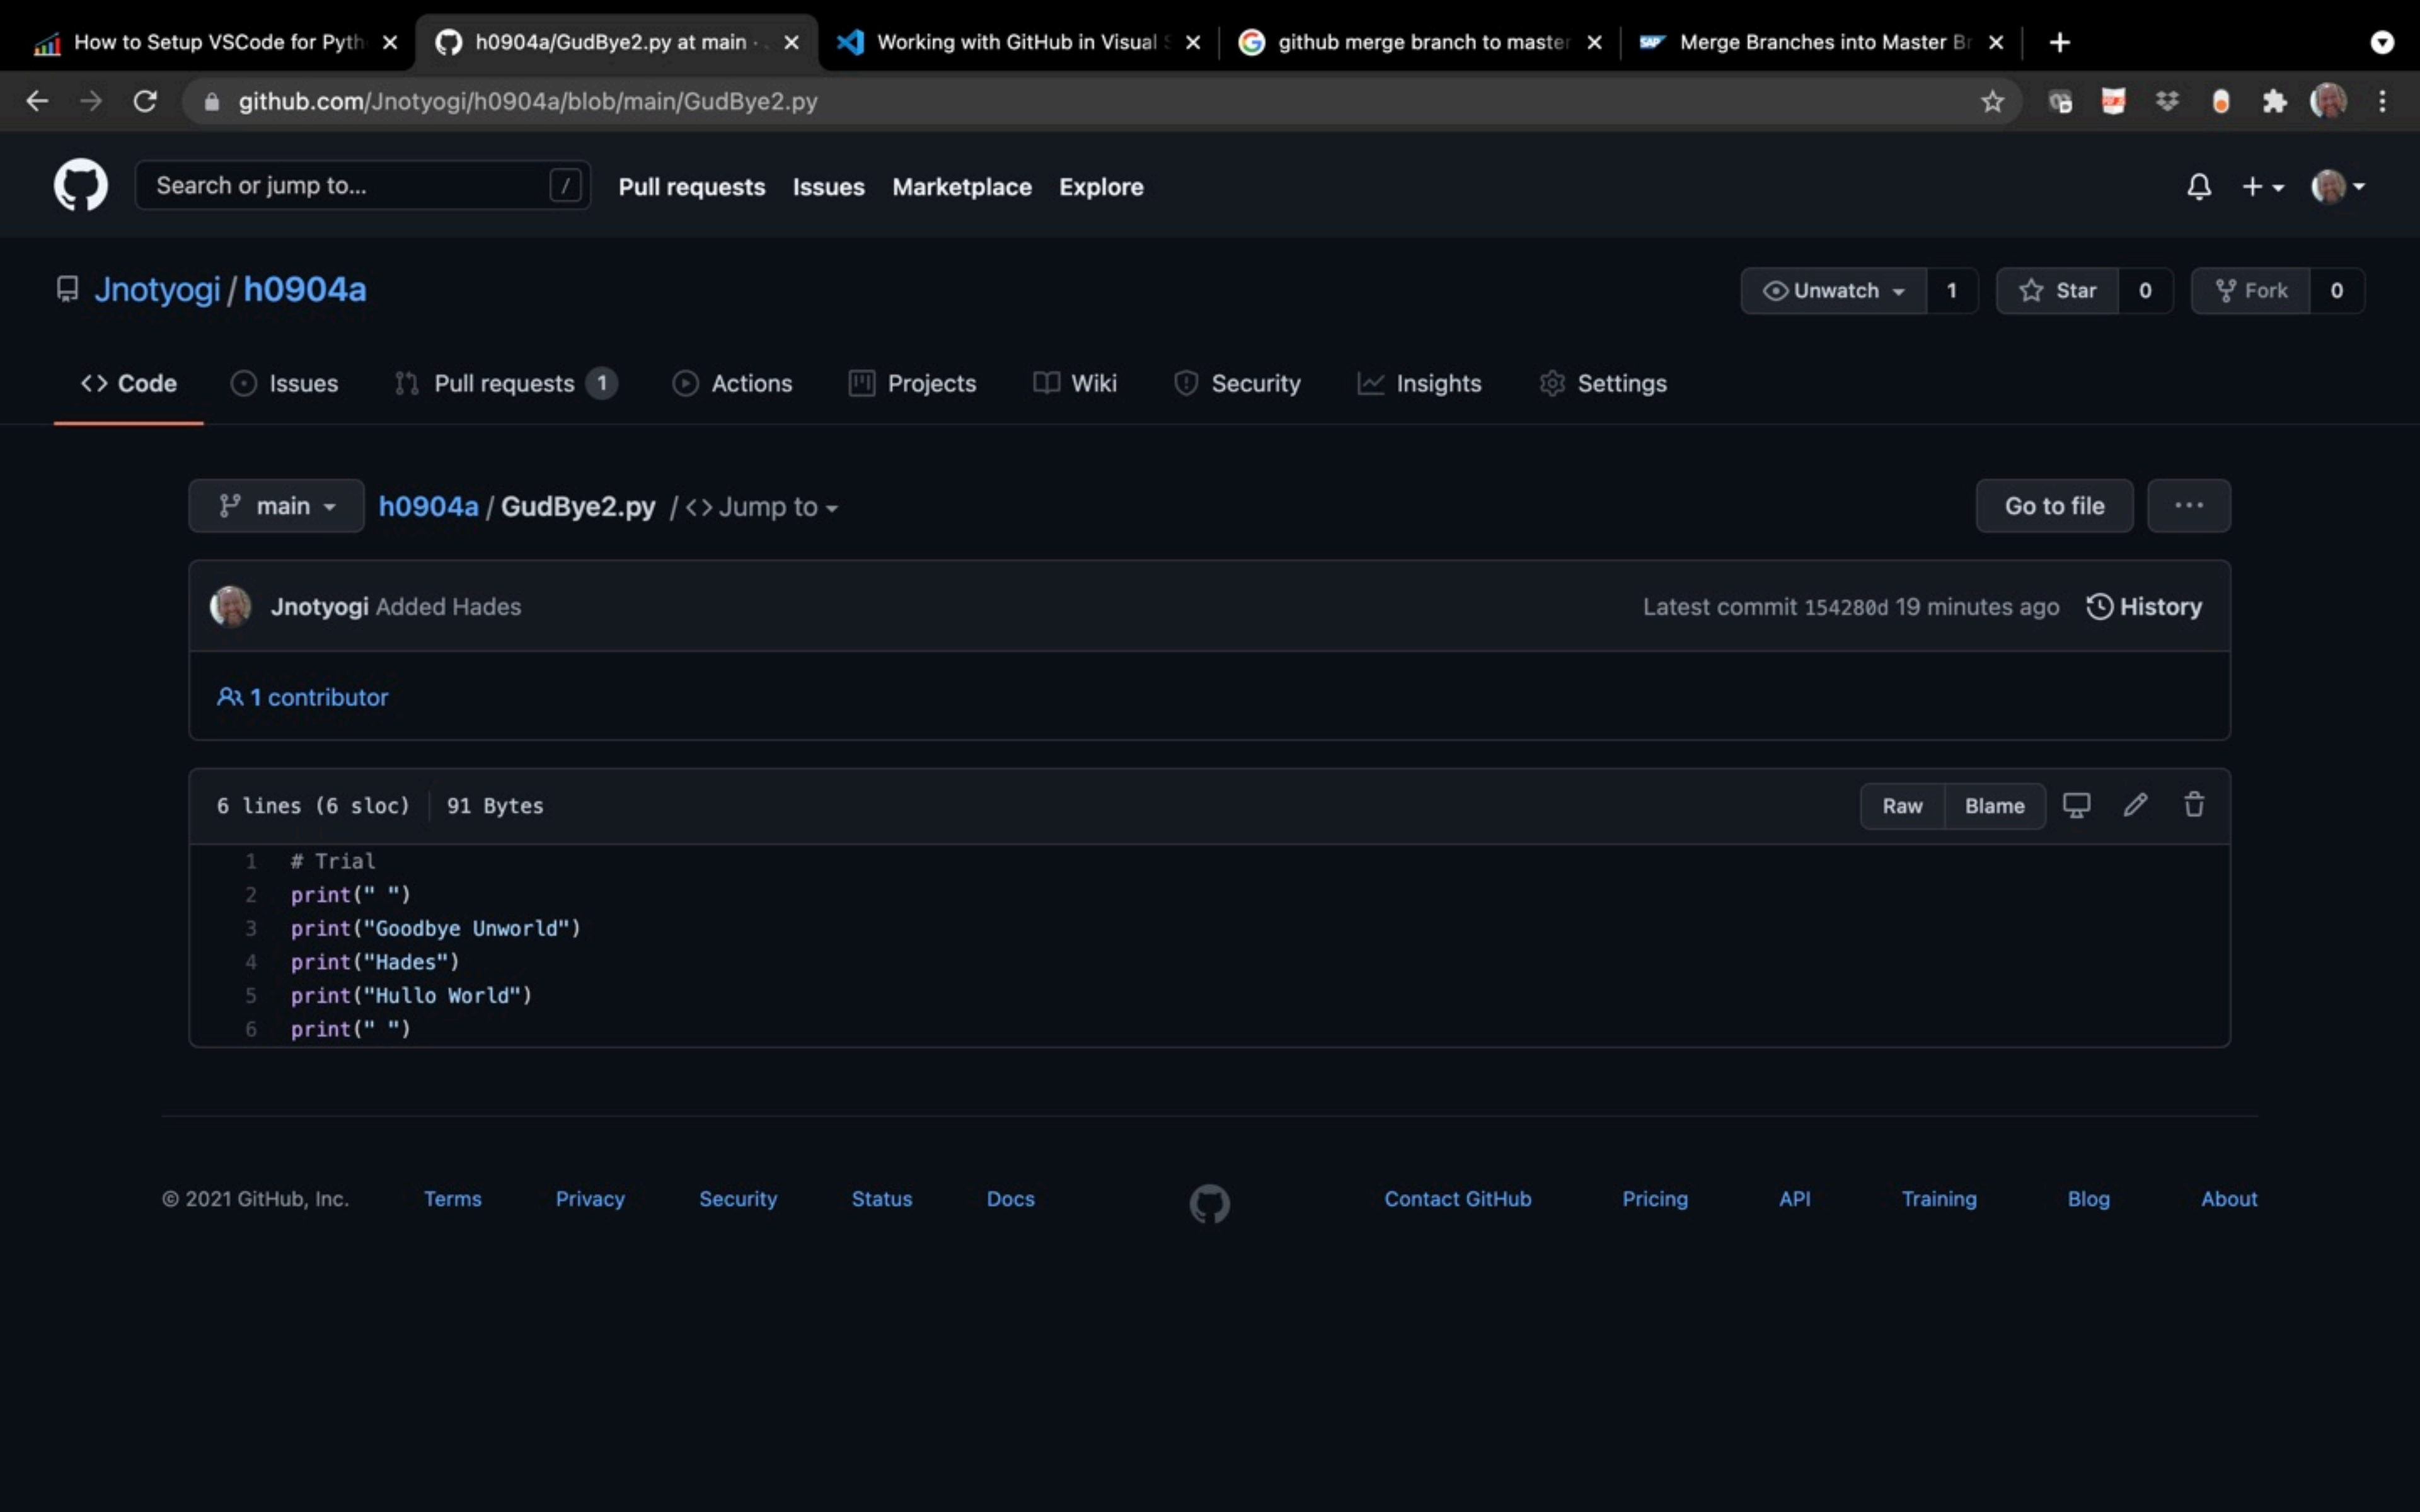 How to Setup VSCode for Pyth
h0904a/GudBye2.py at main ·
Working with GitHub in Visual S
github merge branch to master
SAP Merge Branches into Master Br
github.com/Jnotyogi/h0904a/blob/main/GudBye2.py
Search or jump to... /
Pull requests Issues Marketplace Explore
Jnotyogi / h0904a
Unwatch 1 Star 0 Fork 0
<> Code Issues Pull requests 1 Actions Projects Wiki Security Insights Settings
main h0904a / GudBye2.py / <> Jump to
Go to file ...
Jnotyogi Added Hades
Latest commit 154280d 19 minutes ago History
1 contributor
6 lines (6 sloc) 91 Bytes
Raw Blame
1 # Trial
2 print(" ")
3 print("Goodbye Unworld")
4 print("Hades")
5 print("Hullo World")
6 print(" ")
© 2021 GitHub, Inc. Terms Privacy Security Status Docs Contact GitHub Pricing API Training Blog About